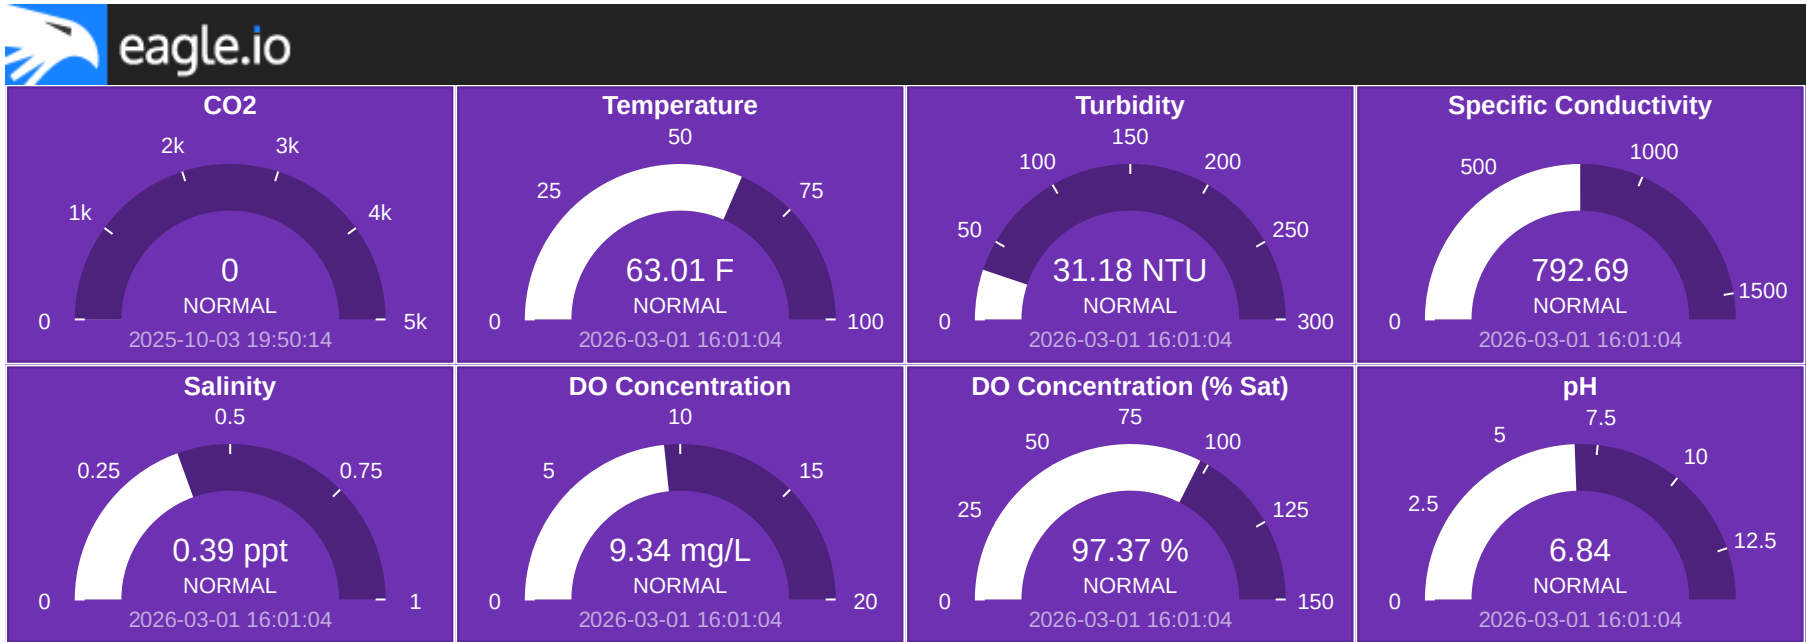 eagle.io
CO2
2k
3k
1k
4k
0
5k
0
NORMAL
2025-10-03 19:50:14
Temperature
50
25
75
0
100
63.01 F
NORMAL
2026-03-01 16:01:04
Turbidity
150
100
200
50
250
0
300
31.18 NTU
NORMAL
2026-03-01 16:01:04
Specific Conductivity
500
1000
0
1500
792.69
NORMAL
2026-03-01 16:01:04
Salinity
0.5
0.25
0.75
0
1
0.39 ppt
NORMAL
2026-03-01 16:01:04
DO Concentration
10
5
15
0
20
9.34 mg/L
NORMAL
2026-03-01 16:01:04
DO Concentration (% Sat)
75
50
100
25
125
0
150
97.37 %
NORMAL
2026-03-01 16:01:04
pH
7.5
5
10
2.5
12.5
0
6.84
NORMAL
2026-03-01 16:01:04